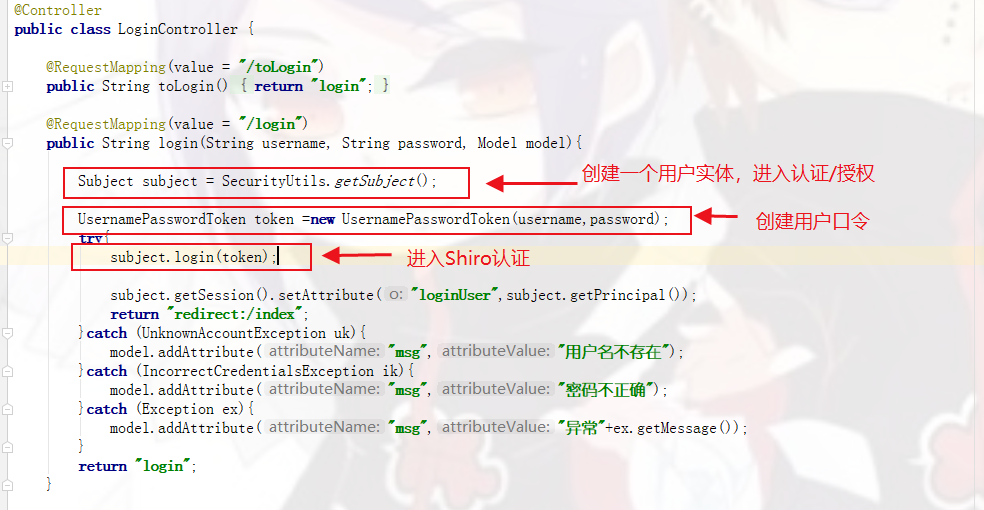 @Controller
public class LoginController {
@RequestMapping(value = "/toLogin")
public String toLogin() { return "login"; }
@RequestMapping(value = "/login")
public String login(String username, String password, Model model){
创建一个用户实体，进入认证/授权
Subject subject = SecurityUtils.getSubject();
UsernamePasswordToken token =new UsernamePasswordToken(username,password);
创建用户口令
try{
subject.login(token);
进入Shiro认证
subject.getSession().setAttribute( o: "loginUser",subject.getPrincipal());
return "redirect:/index";
}catch (UnknownAccountException uk){
model.addAttribute( attributeName: "msg", attributeValue: "用户名不存在");
}catch (IncorrectCredentialsException ik){
model.addAttribute( attributeName: "msg", attributeValue: "密码不正确");
}catch (Exception ex){
model.addAttribute( attributeName: "msg", attributeValue: "异常"+ex.getMessage());
}
return "login";
}